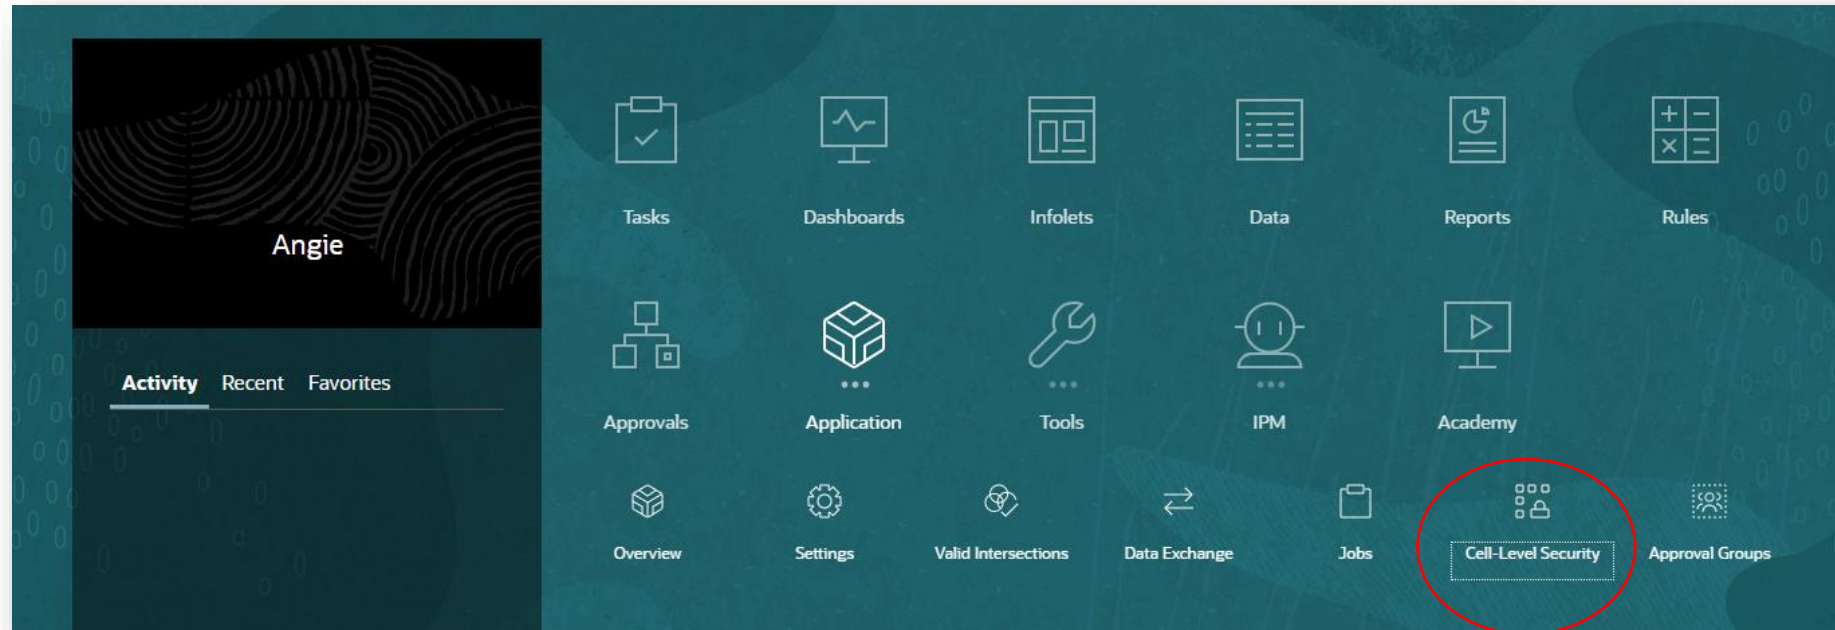 Angie
Activity Recent Favorites
Tasks Dashboards Infolets Data Reports Rules
Approvals Application Tools IPM Academy
Overview Settings Valid Intersections Data Exchange Jobs Cell-Level Security Approval Groups